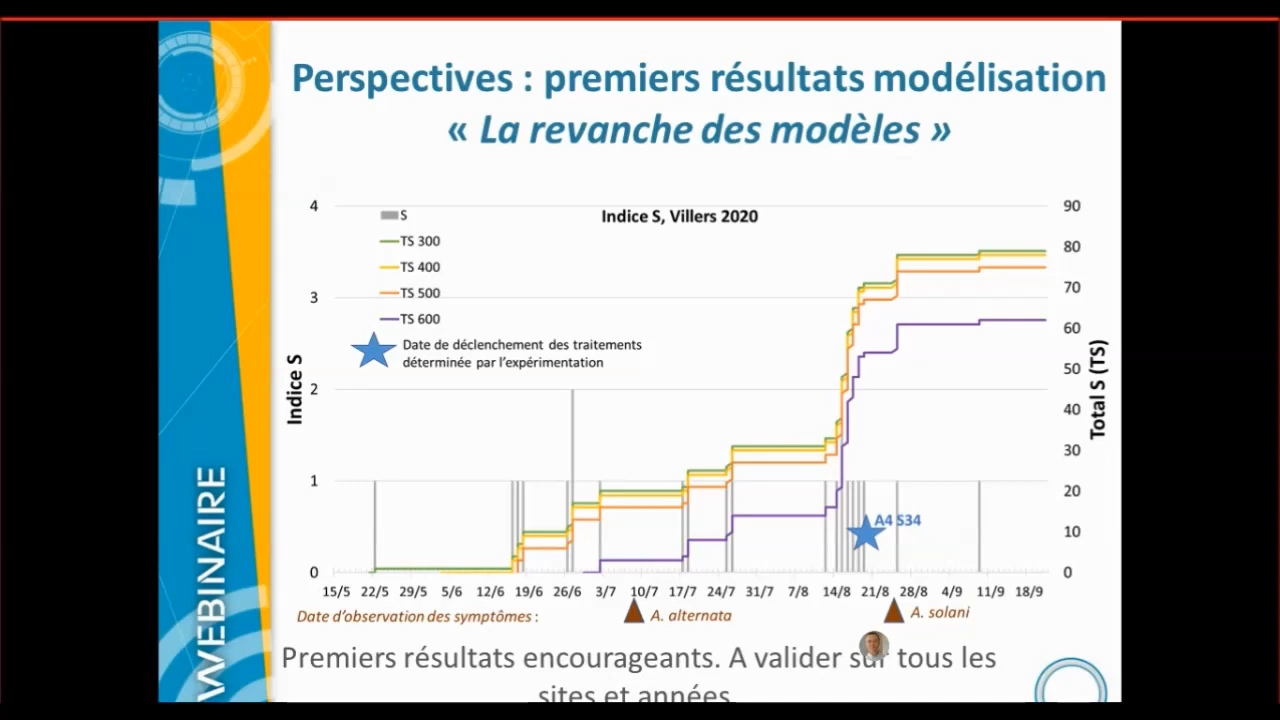 Perspectives : premiers résultats modélisation
« La revanche des modèles »
Indice S, Villers 2020
S
TS 300
TS 400
TS 500
TS 600
Date de déclenchement des traitements
déterminée par l'expérimentation
Indice S
4
3
2
1
0
Total S (TS)
90
80
70
60
50
40
30
20
10
0
A4 S34
15/5 22/5 29/5 5/6 12/6 19/6 26/6 3/7 10/7 17/7 24/7 31/7 7/8 14/8 21/8 28/8 4/9 11/9 18/9
Date d'observation des symptômes : A. alternata A. solani
Premiers résultats encourageants. A valider sur tous les
sites et années.
WEBINAIRE